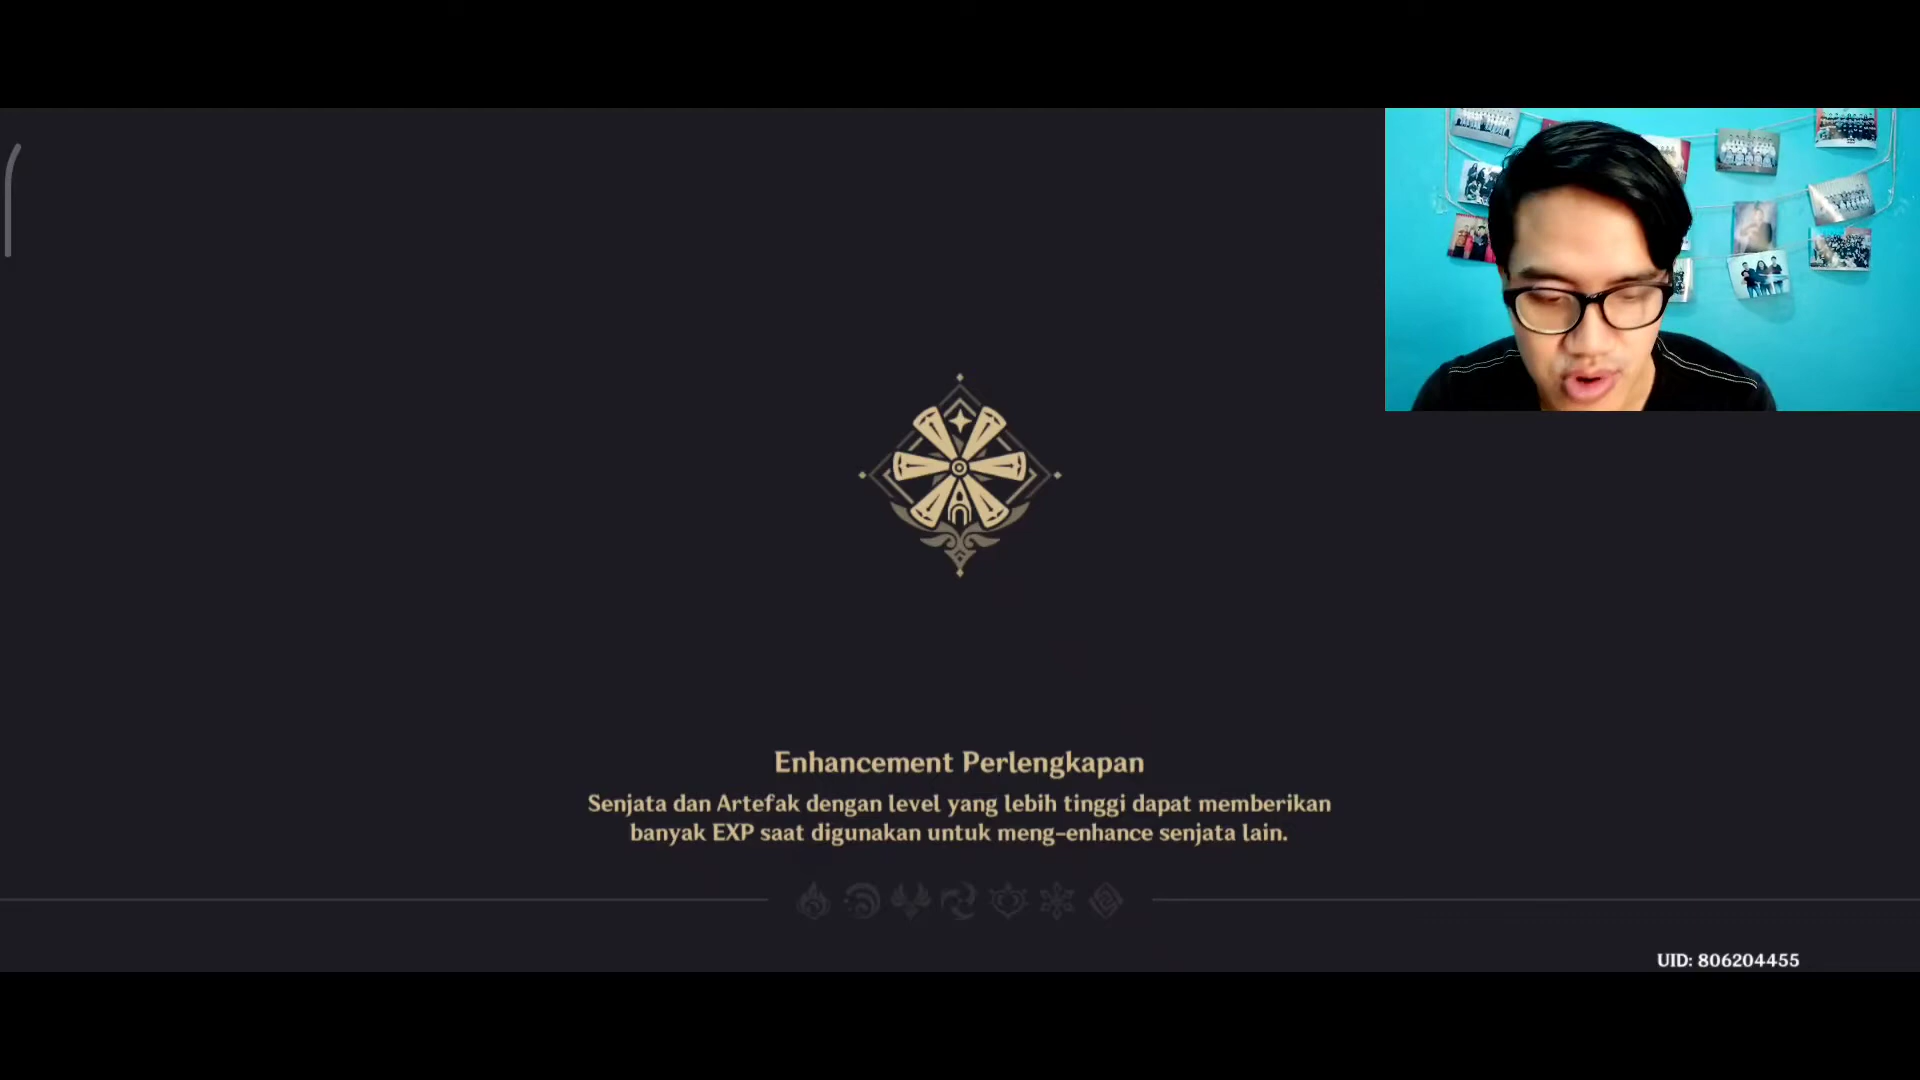 Enhancement Perlengkapan
Senjata dan Artefak dengan level yang lebih tinggi dapat memberikan
banyak EXP saat digunakan untuk meng-enhance senjata lain.
UID: 806204455